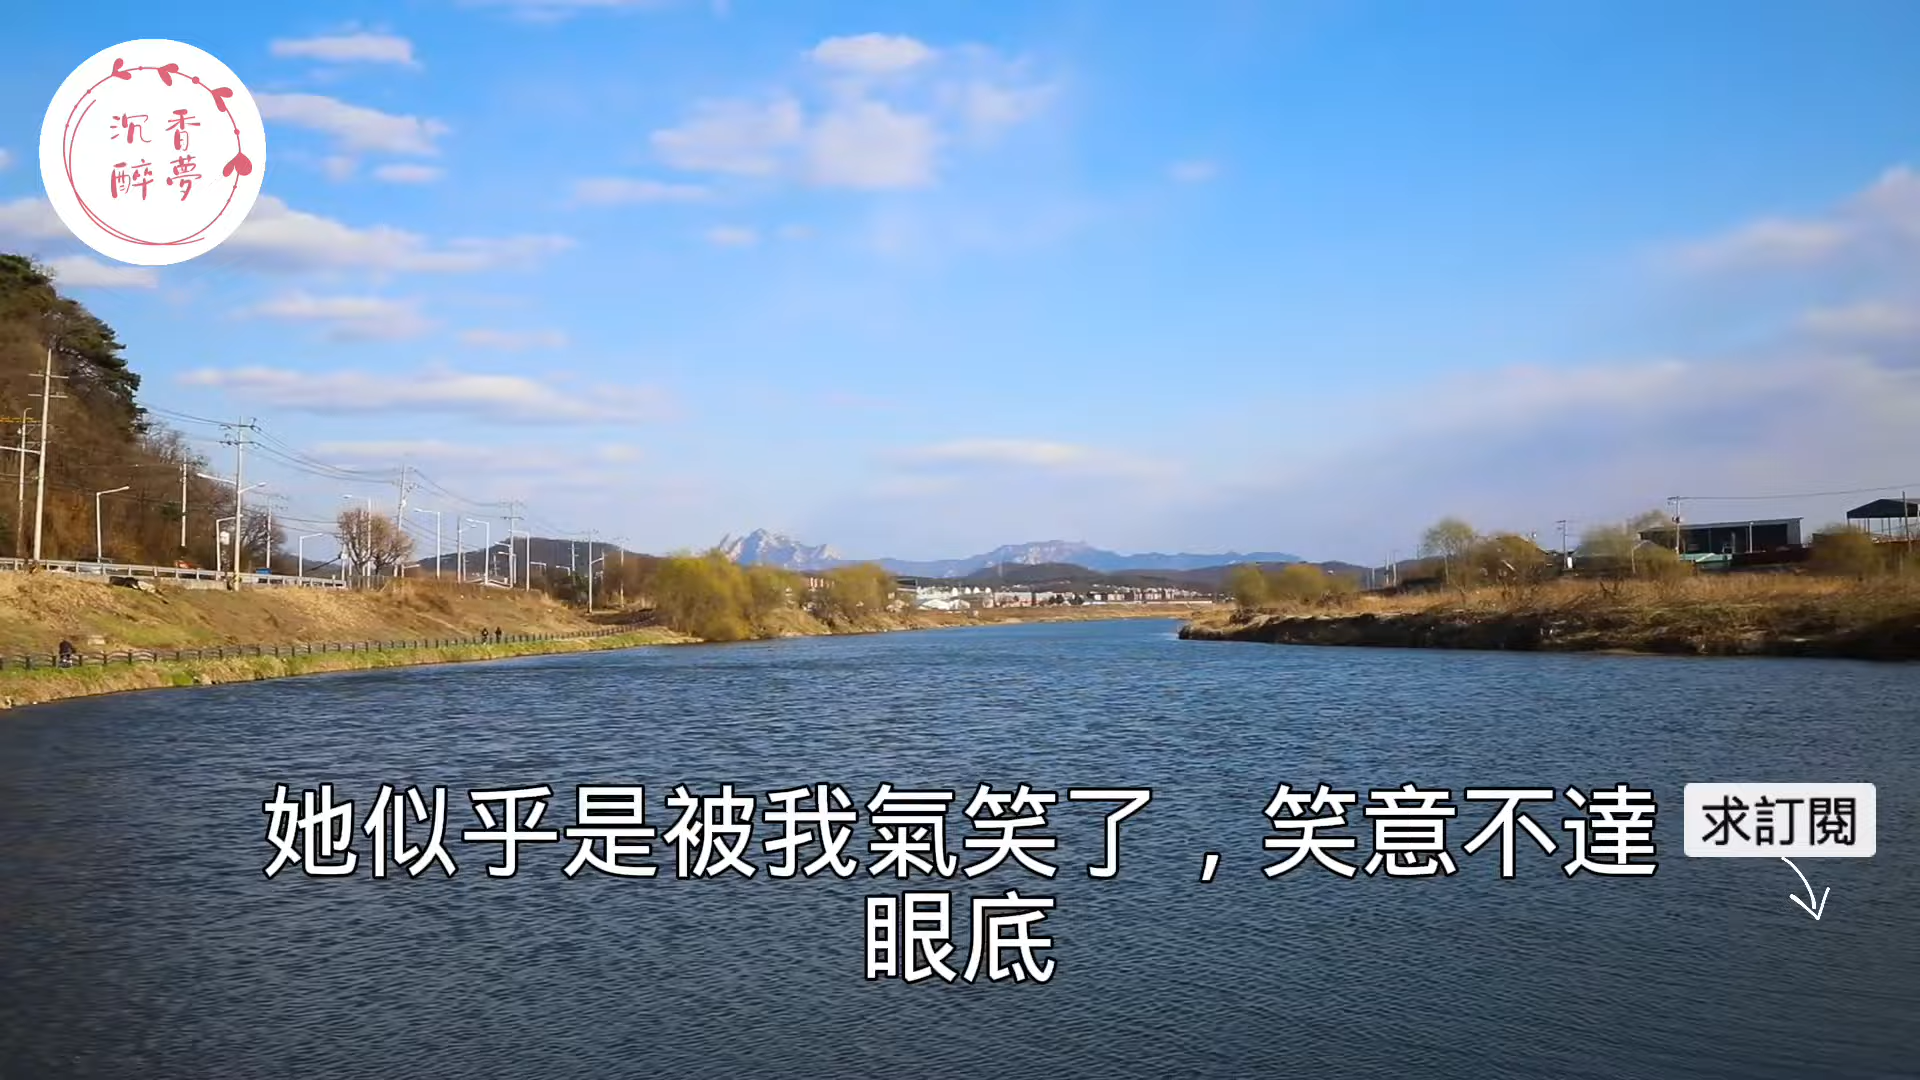 沉香
醉夢
她似乎是被我氣笑了，笑意不達
眼底
求訂閱